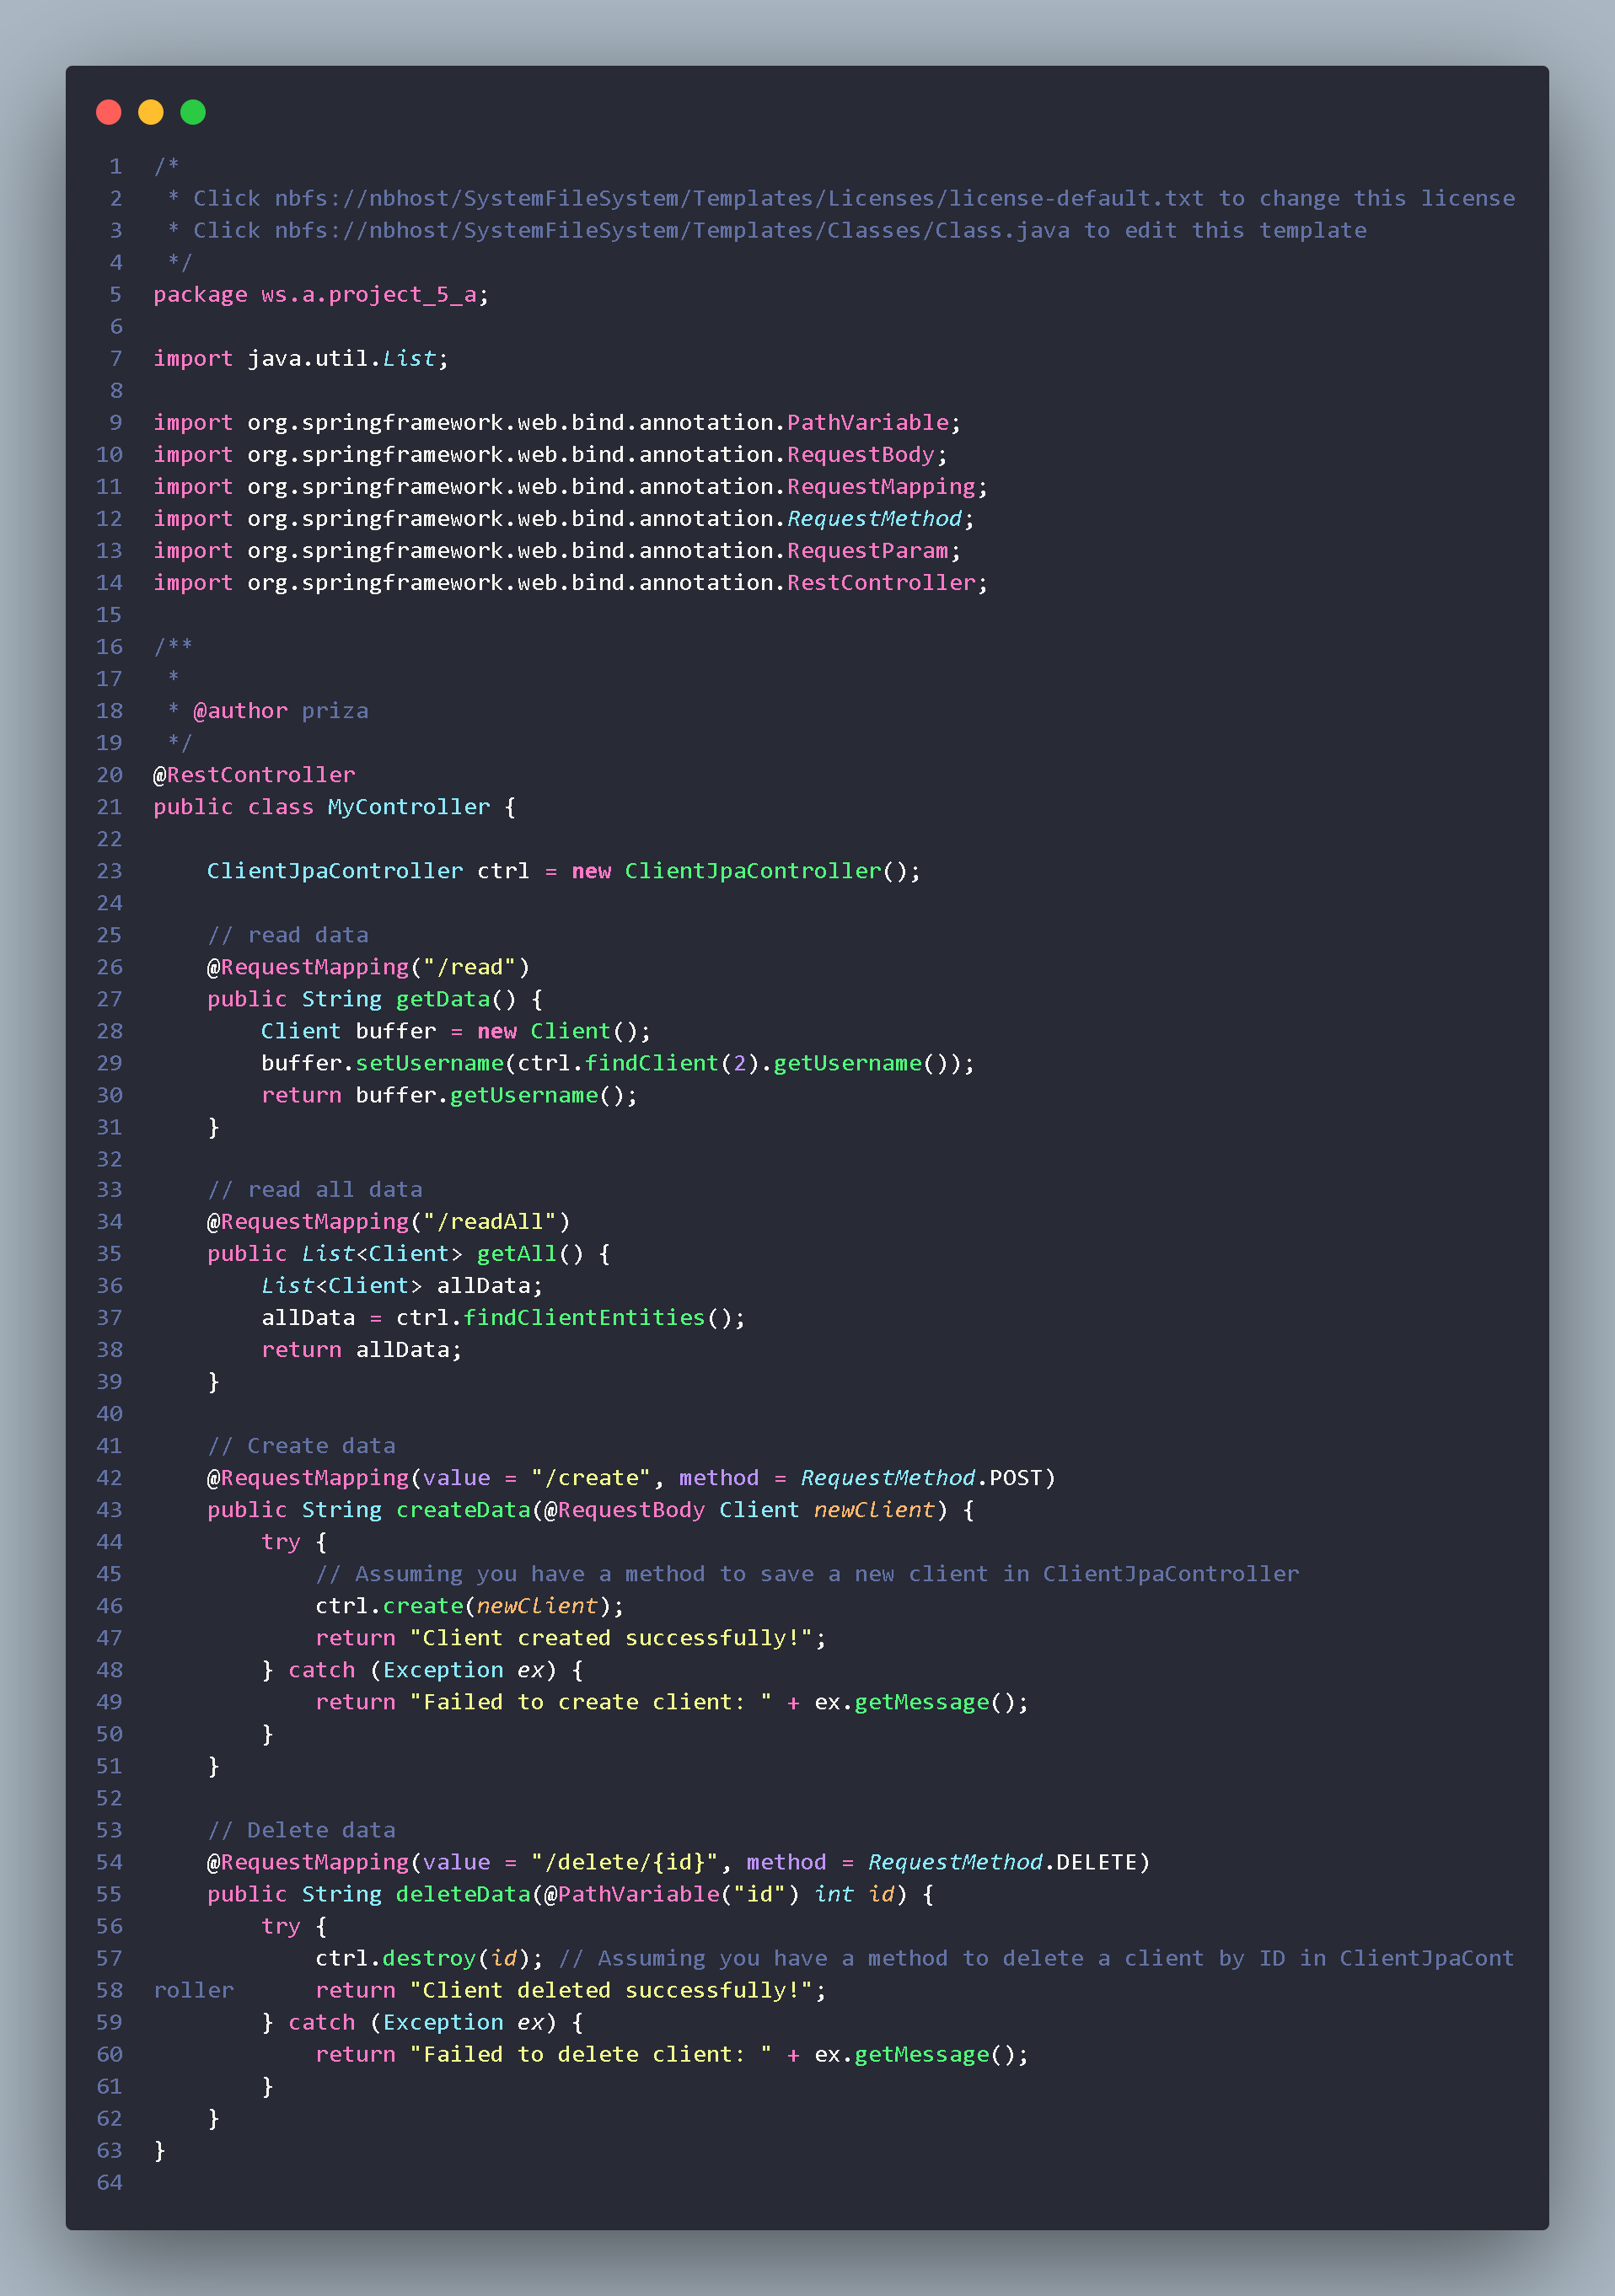 1 /*
2  * Click nbfs://nbhost/SystemFileSystem/Templates/Licenses/license-default.txt to change this license
3  * Click nbfs://nbhost/SystemFileSystem/Templates/Classes/Class.java to edit this template
4  */
5 package ws.a.project_5_a;
6
7 import java.util.List;
8
9 import org.springframework.web.bind.annotation.PathVariable;
10 import org.springframework.web.bind.annotation.RequestBody;
11 import org.springframework.web.bind.annotation.RequestMapping;
12 import org.springframework.web.bind.annotation.RequestMethod;
13 import org.springframework.web.bind.annotation.RequestParam;
14 import org.springframework.web.bind.annotation.RestController;
15
16 /**
17  *
18  * @author priza
19  */
20 @RestController
21 public class MyController {
22
23     ClientJpaController ctrl = new ClientJpaController();
24
25     // read data
26     @RequestMapping("/read")
27     public String getData() {
28         Client buffer = new Client();
29         buffer.setUsername(ctrl.findClient(2).getUsername());
30         return buffer.getUsername();
31     }
32
33     // read all data
34     @RequestMapping("/readAll")
35     public List<Client> getAll() {
36         List<Client> allData;
37         allData = ctrl.findClientEntities();
38         return allData;
39     }
40
41     // Create data
42     @RequestMapping(value = "/create", method = RequestMethod.POST)
43     public String createData(@RequestBody Client newClient) {
44         try {
45             // Assuming you have a method to save a new client in ClientJpaController
46             ctrl.create(newClient);
47             return "Client created successfully!";
48         } catch (Exception ex) {
49             return "Failed to create client: " + ex.getMessage();
50         }
51     }
52
53     // Delete data
54     @RequestMapping(value = "/delete/{id}", method = RequestMethod.DELETE)
55     public String deleteData(@PathVariable("id") int id) {
56         try {
57             ctrl.destroy(id); // Assuming you have a method to delete a client by ID in ClientJpaCont
58 roller      return "Client deleted successfully!";
59         } catch (Exception ex) {
60             return "Failed to delete client: " + ex.getMessage();
61         }
62     }
63 }
64